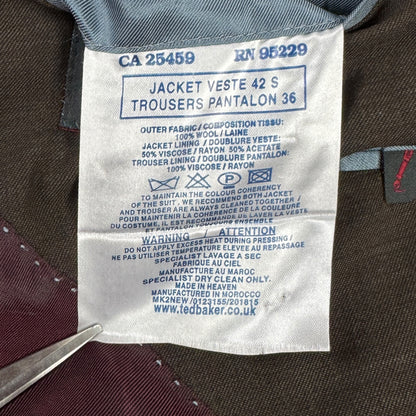 CA 25459 RN 95229
JACKET VESTE 42 S
TROUSERS PANTALON 36
OUTER FABRIC / COMPOSITION TISSU:
100% WOOL / LAINE
JACKET LINING / DOUBLURE VESTE:
50% VISCOSE / RAYON 50% ACETATE
TROUSER LINING / DOUBLURE PANTALON:
100% VISCOSE / RAYON
TO MAINTAIN THE COLOUR COHERENCY
OF THE SUIT, WE RECOMMEND BOTH JACKET
AND TROUSER ARE ALWAYS CLEANED TOGETHER /
POUR MAINTENIR LA COHERENCE DE LA COULEUR
DU COSTUME, IL EST RECOMMANDE DE LAVER LA VESTE
ET PANTALON TOUJOURS ENSEMBLE
WARNING / ATTENTION
DO NOT APPLY EXCESS HEAT DURING PRESSING /
NE PAS UTILISER TEMPERATURE ELEVEE AU REPASSAGE
SPECIALIST LAVAGE A SEC
FABRIQUE AU CIEL
MANUFACTURE AU MAROC
SPECIALIST DRY CLEAN ONLY.
MADE IN HEAVEN
MANUFACTURED IN MOROCCO
MK2NEW / 0123155/201815
www.tedbaker.com